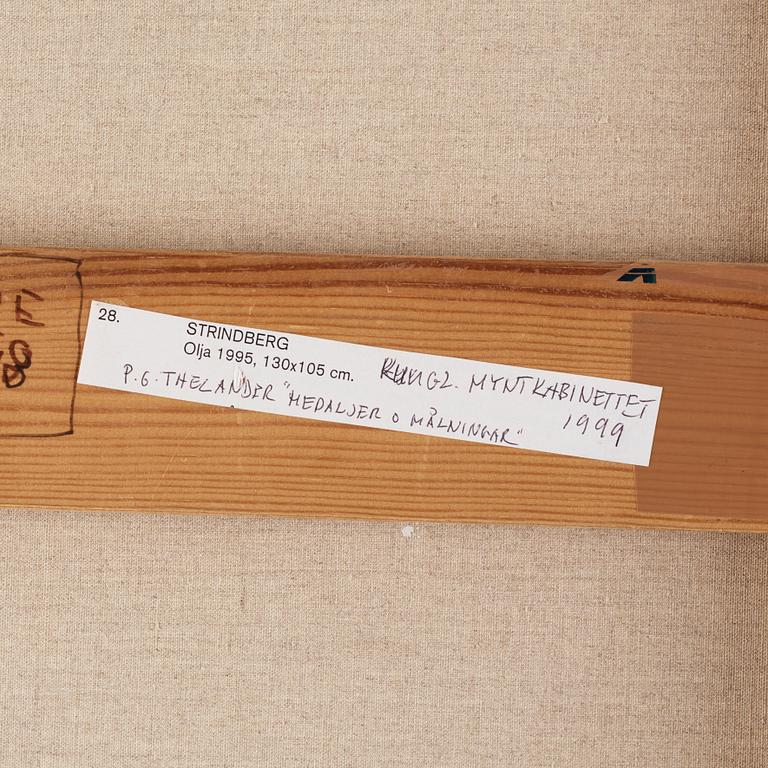 28.
STRINDBERG
Olja 1995, 130x105 cm.
KUNGL. MYNTKABINETTET
1999
P.G. THELANDER "MEDALJER O MÅLNINGAR"